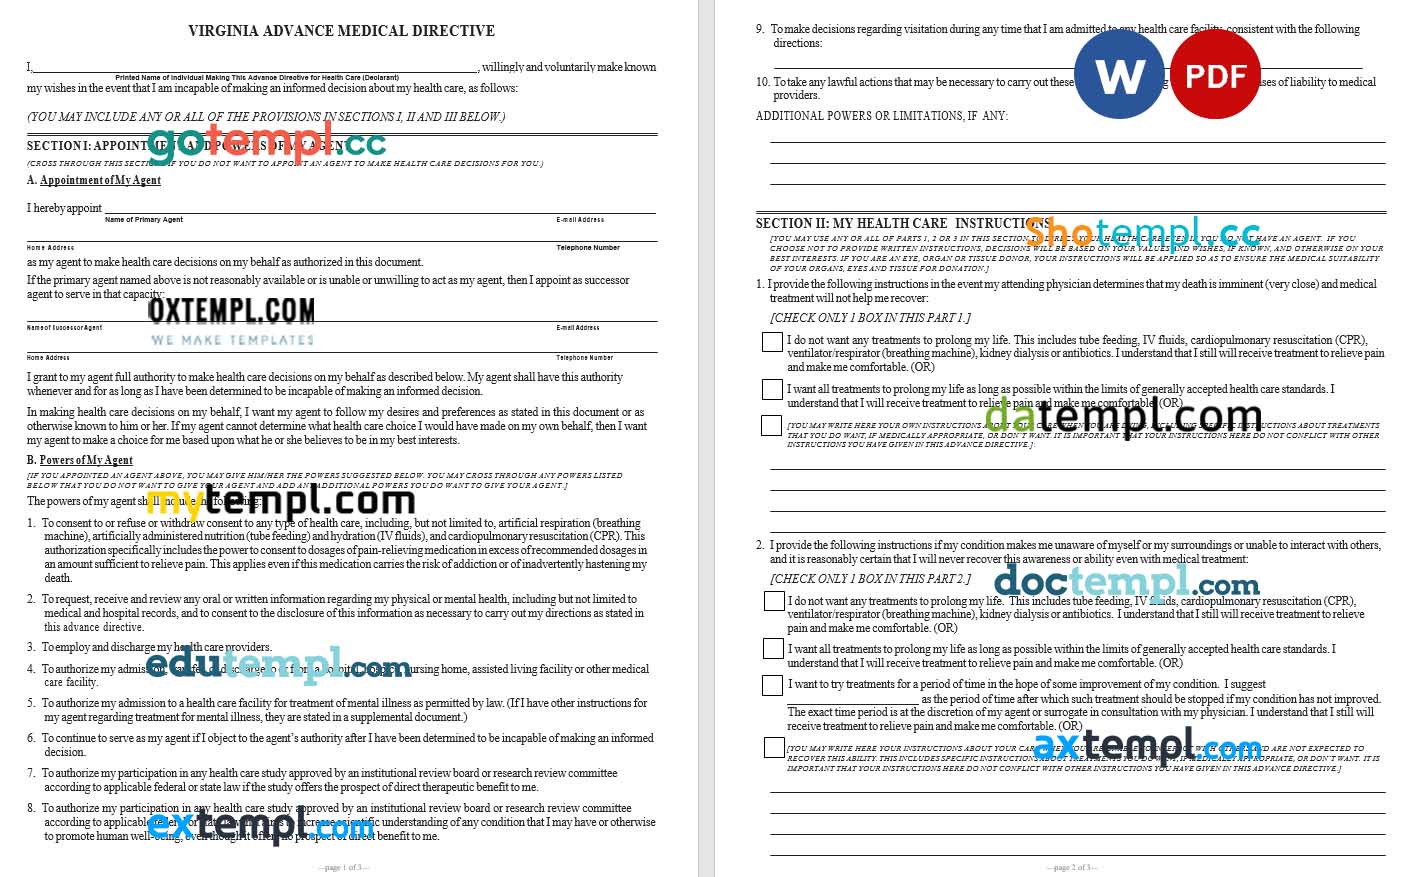 VIRGINIA ADVANCE MEDICAL DIRECTIVE
I, , willingly and voluntarily make known
Printed Name of Individual Making This Advance Directive for Health Care (Declarant)
my wishes in the event that I am incapable of making an informed decision about my health care, as follows:
(YOU MAY INCLUDE ANY OR ALL OF THE PROVISIONS IN SECTIONS I, II AND III BELOW.)
gotempl.cc
SECTION I: APPOINTMENT AND POWERS OF MY AGENT
(CROSS THROUGH THIS SECTION IF YOU DO NOT WANT TO APPOINT AN AGENT TO MAKE HEALTH CARE DECISIONS FOR YOU.)
A. Appointment of My Agent
I hereby appoint
Name of Primary Agent E-mail Address
Home Address Telephone Number
as my agent to make health care decisions on my behalf as authorized in this document.
If the primary agent named above is not reasonably available or is unable or unwilling to act as my agent, then I appoint as successor
agent to serve in that capacity:
OXTEMPL.COM
Name of Successor Agent E-mail Address
WE MAKE TEMPLATES
Home Address Telephone Number
I grant to my agent full authority to make health care decisions on my behalf as described below. My agent shall have this authority
whenever and for as long as I have been determined to be incapable of making an informed decision.
In making health care decisions on my behalf, I want my agent to follow my desires and preferences as stated in this document or as
otherwise known to him or her. If my agent cannot determine what health care choice I would have made on my own behalf, then I want
my agent to make a choice for me based upon what he or she believes to be in my best interests.
B. Powers of My Agent
[IF YOU APPOINTED AN AGENT ABOVE, YOU MAY GIVE HIM/HER THE POWERS SUGGESTED BELOW. YOU MAY CROSS THROUGH ANY POWERS LISTED
BELOW THAT YOU DO NOT WANT TO GIVE YOUR AGENT AND ADD ANY ADDITIONAL POWERS YOU DO WANT TO GIVE YOUR AGENT.]
The powers of my agent shall include the following:
mytempl.com
1. To consent to or refuse or withdraw consent to any type of health care, including, but not limited to, artificial respiration (breathing
machine), artificially administered nutrition (tube feeding) and hydration (IV fluids), and cardiopulmonary resuscitation (CPR). This
authorization specifically includes the power to consent to dosages of pain-relieving medication in excess of recommended dosages in
an amount sufficient to relieve pain. This applies even if this medication carries the risk of addiction or of inadvertently hastening my
death.
2. To request, receive and review any oral or written information regarding my physical or mental health, including but not limited to
medical and hospital records, and to consent to the disclosure of this information as necessary to carry out my directions as stated in
this advance directive.
3. To employ and discharge my health care providers.
edutempl.com
4. To authorize my admission, transfer or discharge to or from a hospital, hospice, nursing home, assisted living facility or other medical
care facility.
5. To authorize my admission to a health care facility for treatment of mental illness as permitted by law. (If I have other instructions for
my agent regarding treatment for mental illness, they are stated in a supplemental document.)
6. To continue to serve as my agent if I object to the agent's authority after I have been determined to be incapable of making an informed
decision.
7. To authorize my participation in any health care study approved by an institutional review board or research review committee
according to applicable federal or state law if the study offers the prospect of direct therapeutic benefit to me.
8. To authorize my participation in any health care study approved by an institutional review board or research review committee
according to applicable federal or state law that aims to increase scientific understanding of any condition that I may have or otherwise
extempl.com
to promote human well-being, even though it offers no prospect of direct benefit to me.
---page 1 of 3---
9. To make decisions regarding visitation during any time that I am admitted to any health care facility, consistent with the following
directions:
W PDF
10. To take any lawful actions that may be necessary to carry out these of liability to medical
providers.
ADDITIONAL POWERS OR LIMITATIONS, IF ANY:
SECTION II: MY HEALTH CARE INSTRUCTIONS
Shotempl.cc
[YOU MAY USE ANY OR ALL OF PARTS 1, 2 OR 3 IN THIS SECTION TO DIRECT YOUR HEALTH CARE EVEN IF YOU DO NOT HAVE AN AGENT. IF YOU
CHOOSE NOT TO PROVIDE WRITTEN INSTRUCTIONS, DECISIONS WILL BE BASED ON YOUR VALUES AND WISHES, IF KNOWN, AND OTHERWISE ON YOUR
BEST INTERESTS. IF YOU ARE AN EYE, ORGAN OR TISSUE DONOR, YOUR INSTRUCTIONS WILL BE APPLIED SO AS TO ENSURE THE MEDICAL SUITABILITY
OF YOUR ORGANS, EYES AND TISSUE FOR DONATION.]
1. I provide the following instructions in the event my attending physician determines that my death is imminent (very close) and medical
treatment will not help me recover:
[CHECK ONLY 1 BOX IN THIS PART 1.]
I do not want any treatments to prolong my life. This includes tube feeding, IV fluids, cardiopulmonary resuscitation (CPR),
ventilator/respirator (breathing machine), kidney dialysis or antibiotics. I understand that I still will receive treatment to relieve pain
and make me comfortable. (OR)
I want all treatments to prolong my life as long as possible within the limits of generally accepted health care standards. I
understand that I will receive treatment to relieve pain and make me comfortable. (OR)
datempl.com
[YOU MAY WRITE HERE YOUR OWN INSTRUCTIONS ABOUT YOUR CARE WHEN YOU ARE DYING, INCLUDING SPECIFIC INSTRUCTIONS ABOUT TREATMENTS
THAT YOU DO WANT, IF MEDICALLY APPROPRIATE, OR DON'T WANT. IT IS IMPORTANT THAT YOUR INSTRUCTIONS HERE DO NOT CONFLICT WITH OTHER
INSTRUCTIONS YOU HAVE GIVEN IN THIS ADVANCE DIRECTIVE.]:
2. I provide the following instructions if my condition makes me unaware of myself or my surroundings or unable to interact with others,
and it is reasonably certain that I will never recover this awareness or ability even with medical treatment:
[CHECK ONLY 1 BOX IN THIS PART 2.]
doctempl.com
I do not want any treatments to prolong my life. This includes tube feeding, IV fluids, cardiopulmonary resuscitation (CPR),
ventilator/respirator (breathing machine), kidney dialysis or antibiotics. I understand that I still will receive treatment to relieve
pain and make me comfortable. (OR)
I want all treatments to prolong my life as long as possible within the limits of generally accepted health care standards. I
understand that I will receive treatment to relieve pain and make me comfortable. (OR)
I want to try treatments for a period of time in the hope of some improvement of my condition. I suggest
as the period of time after which such treatment should be stopped if my condition has not improved.
The exact time period is at the discretion of my agent or surrogate in consultation with my physician. I understand that I still will
receive treatment to relieve pain and make me comfortable. (OR)
axtempl.com
[YOU MAY WRITE HERE YOUR INSTRUCTIONS ABOUT YOUR CARE WHEN YOU ARE UNABLE TO INTERACT WITH OTHERS AND ARE NOT EXPECTED TO
RECOVER THIS ABILITY. THIS INCLUDES SPECIFIC INSTRUCTIONS ABOUT TREATMENTS YOU DO WANT, IF MEDICALLY APPROPRIATE, OR DON'T WANT. IT IS
IMPORTANT THAT YOUR INSTRUCTIONS HERE DO NOT CONFLICT WITH OTHER INSTRUCTIONS YOU HAVE GIVEN IN THIS ADVANCE DIRECTIVE.]
---page 2 of 3---